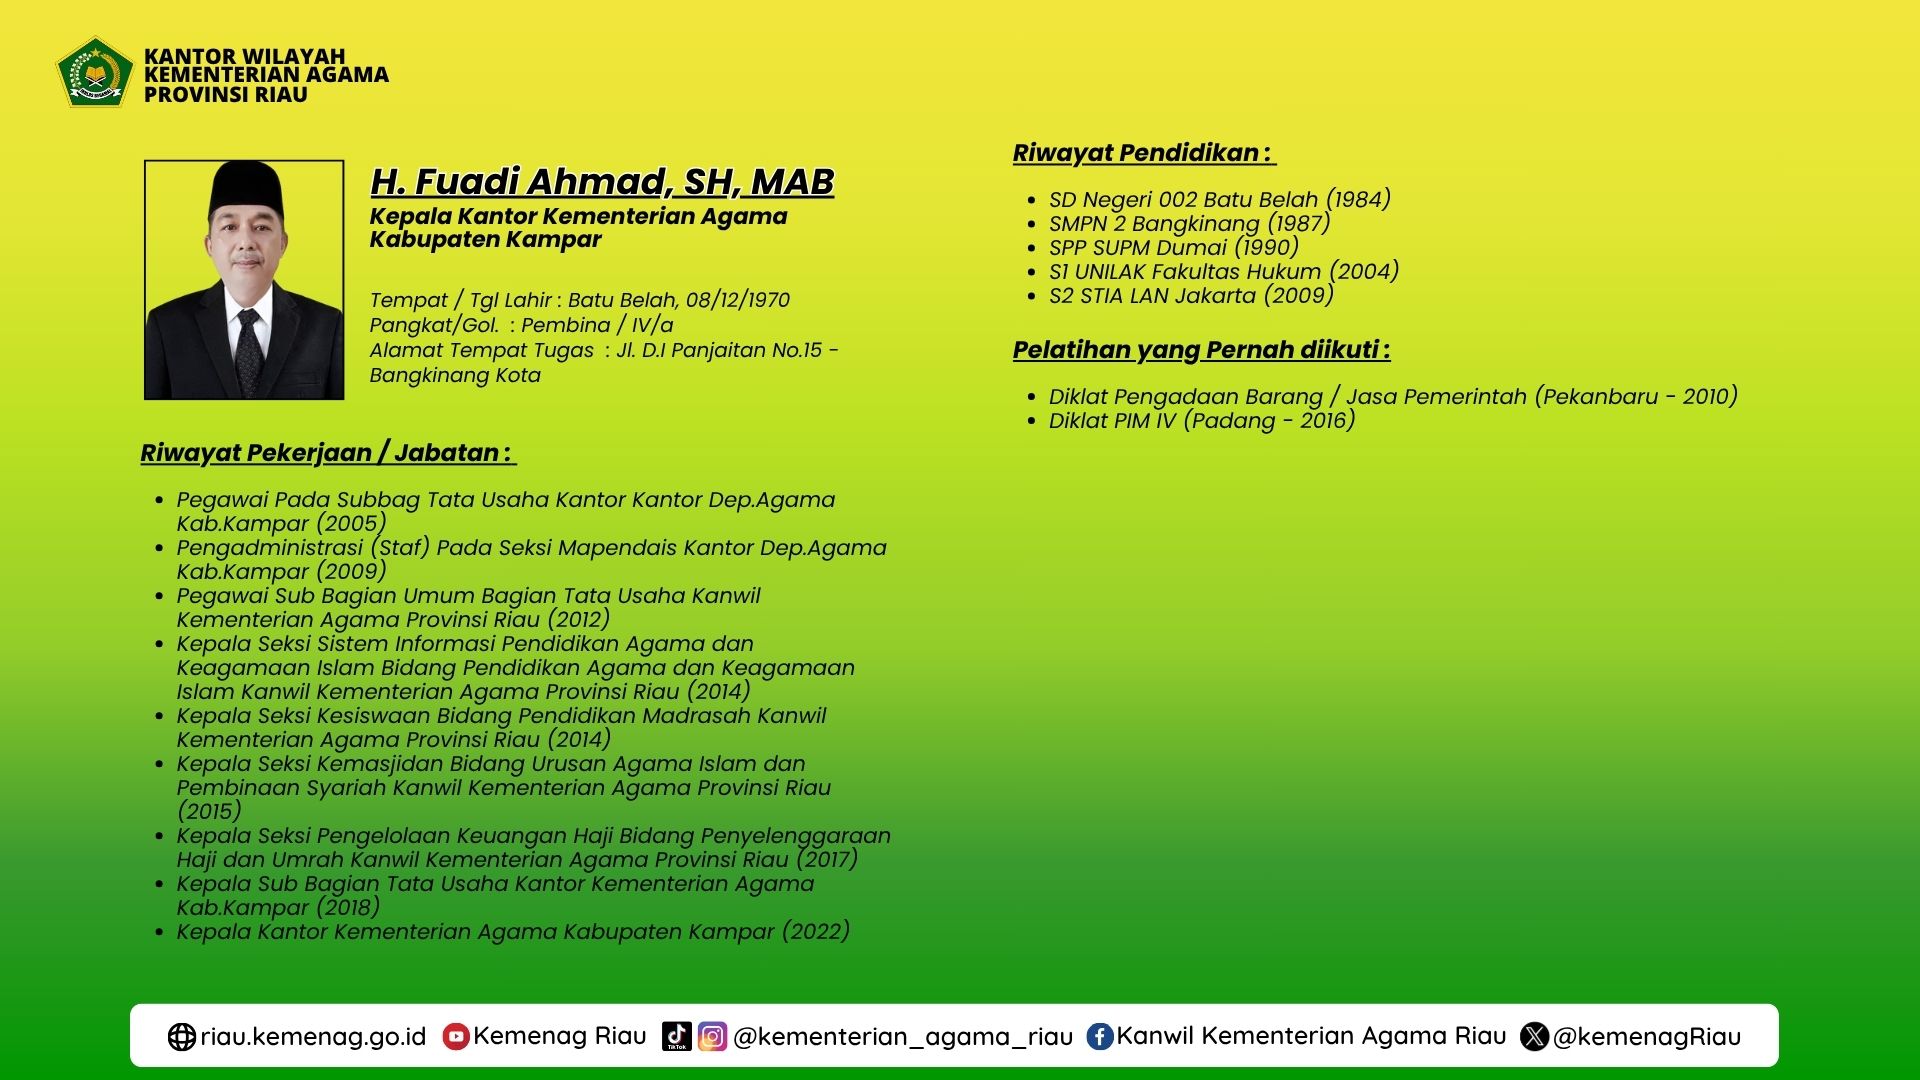 KANTOR WILAYAH
KEMENTERIAN AGAMA
PROVINSI RIAU
H. Fuadi Ahmad, SH, MAB
Kepala Kantor Kementerian Agama
Kabupaten Kampar
Tempat / Tgl Lahir : Batu Belah, 08/12/1970
Pangkat/Gol. : Pembina / IV/a
Alamat Tempat Tugas : Jl. D.I Panjaitan No.15 -
Bangkinang Kota
Riwayat Pekerjaan / Jabatan :
• Pegawai Pada Subbag Tata Usaha Kantor Kantor Dep.Agama
Kab.Kampar (2005)
• Pengadministrasi (Staf) Pada Seksi Mapendais Kantor Dep.Agama
Kab.Kampar (2009)
• Pegawai Sub Bagian Umum Bagian Tata Usaha Kanwil
Kementerian Agama Provinsi Riau (2012)
• Kepala Seksi Sistem Informasi Pendidikan Agama dan
Keagamaan Islam Bidang Pendidikan Agama dan Keagamaan
Islam Kanwil Kementerian Agama Provinsi Riau (2014)
• Kepala Seksi Kesiswaan Bidang Pendidikan Madrasah Kanwil
Kementerian Agama Provinsi Riau (2014)
• Kepala Seksi Kemasjidan Bidang Urusan Agama Islam dan
Pembinaan Syariah Kanwil Kementerian Agama Provinsi Riau
(2015)
• Kepala Seksi Pengelolaan Keuangan Haji Bidang Penyelenggaraan
Haji dan Umrah Kanwil Kementerian Agama Provinsi Riau (2017)
• Kepala Sub Bagian Tata Usaha Kantor Kementerian Agama
Kab.Kampar (2018)
• Kepala Kantor Kementerian Agama Kabupaten Kampar (2022)
Riwayat Pendidikan :
• SD Negeri 002 Batu Belah (1984)
• SMPN 2 Bangkinang (1987)
• SPP SUPM Dumai (1990)
• S1 UNILAK Fakultas Hukum (2004)
• S2 STIA LAN Jakarta (2009)
Pelatihan yang Pernah diikuti :
• Diklat Pengadaan Barang / Jasa Pemerintah (Pekanbaru - 2010)
• Diklat PIM IV (Padang - 2016)
riau.kemenag.go.id Kemenag Riau TikTok @kementerian_agama_riau Kanwil Kementerian Agama Riau @kemenagRiau